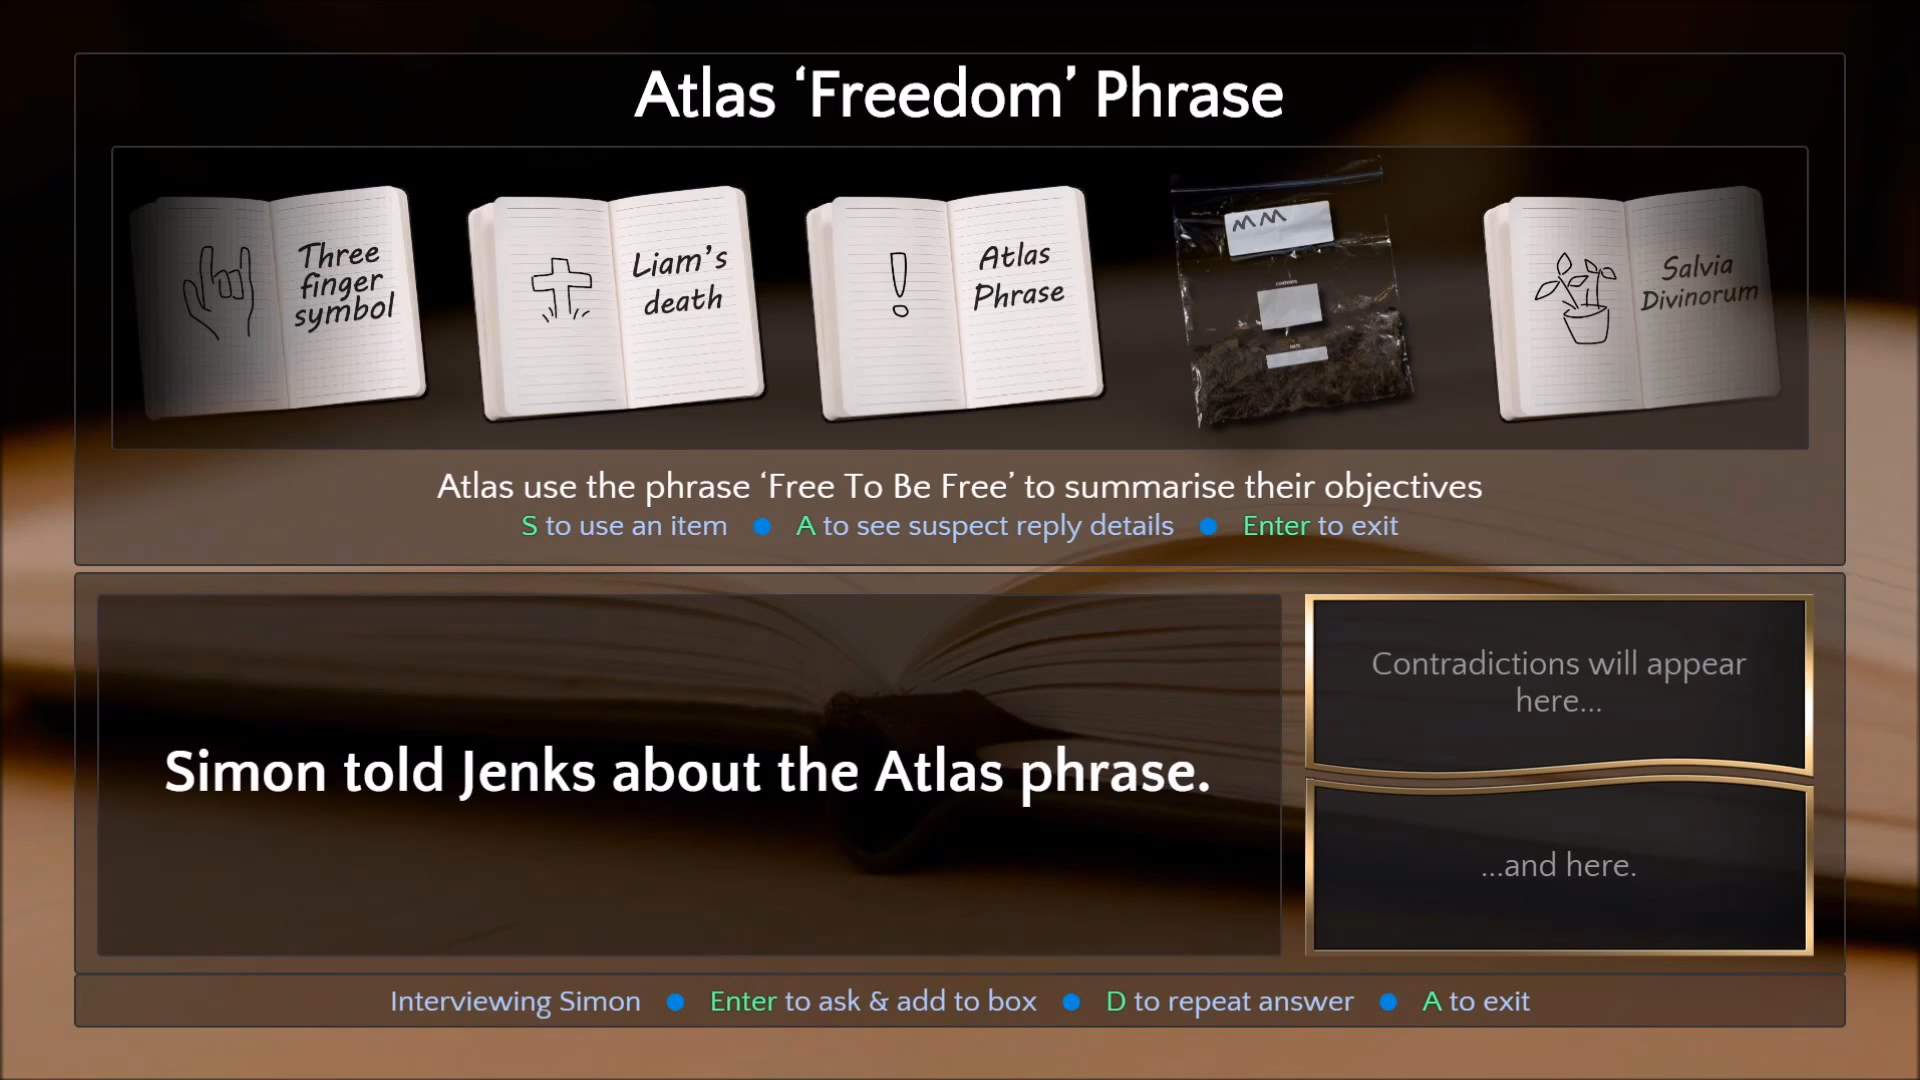 Atlas ‘Freedom’ Phrase
Three
finger
symbol
Liam’s
death
Atlas
Phrase
MM
Salvia
Divinorum
Atlas use the phrase ‘Free To Be Free’ to summarise their objectives
S to use an item ● A to see suspect reply details ● Enter to exit
Simon told Jenks about the Atlas phrase.
Contradictions will appear
here...
...and here.
Interviewing Simon ● Enter to ask & add to box ● D to repeat answer ● A to exit